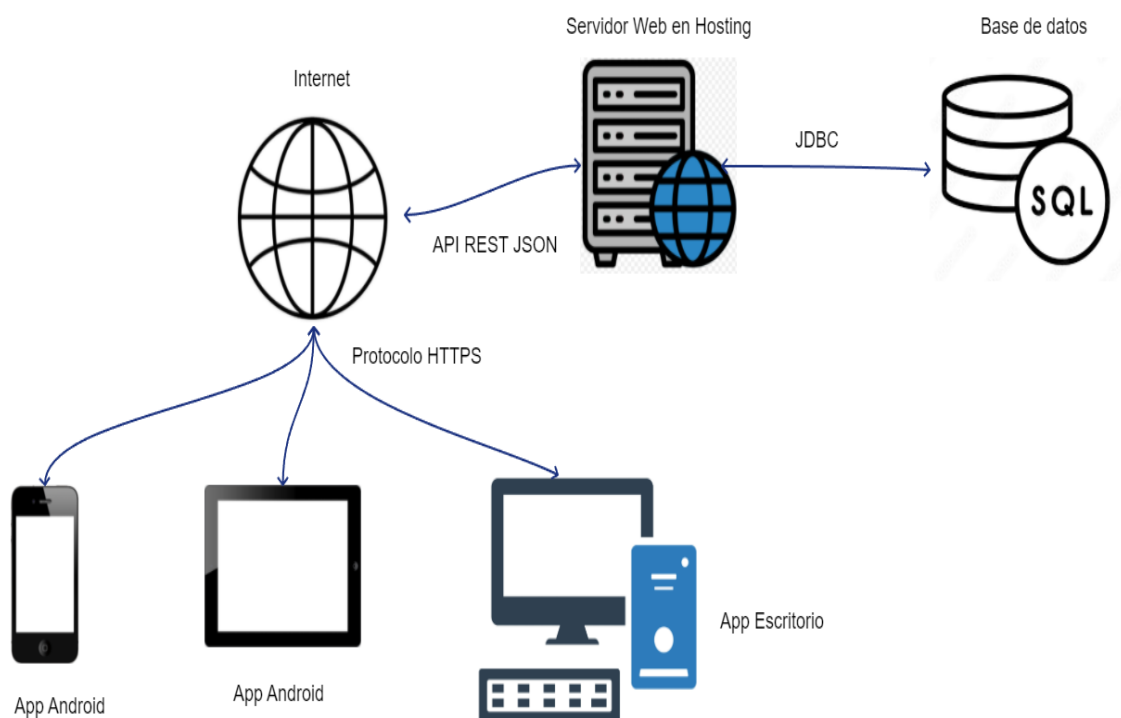 Servidor Web en Hosting
Base de datos
Internet
JDBC
SQL
API REST JSON
Protocolo HTTPS
App Escritorio
App Android
App Android